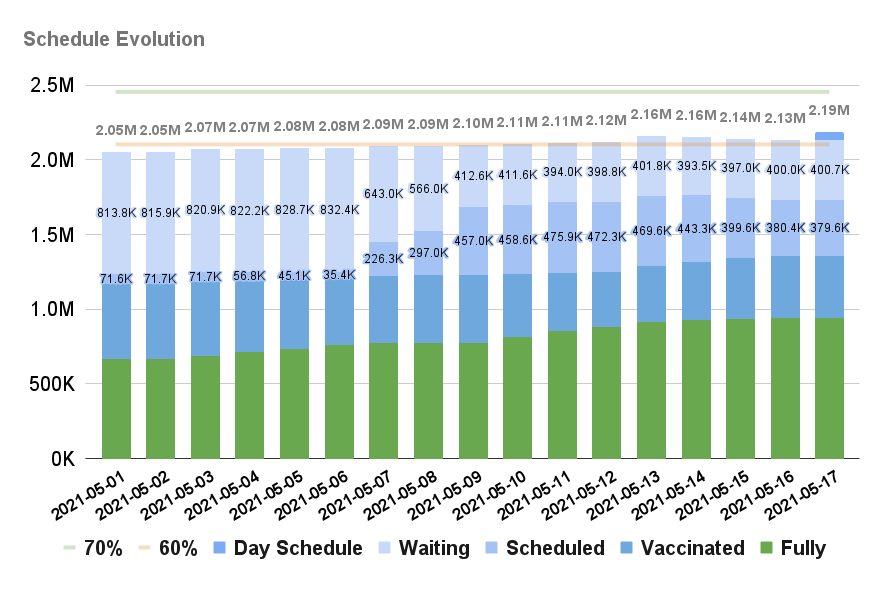 Schedule Evolution
2.5M
2.05M 2.05M 2.07M 2.07M 2.08M 2.08M 2.09M 2.09M 2.10M 2.11M 2.11M 2.12M 2.16M 2.16M 2.14M 2.13M 2.19M
2.0M
813.8K 815.9K 820.9K 822.2K 828.7K 832.4K 643.0K 566.0K 412.6K 411.6K 394.0K 398.8K 401.8K 393.5K 397.0K 400.0K 400.7K
1.5M
71.6K 71.7K 71.7K 56.8K 45.1K 35.4K 226.3K 297.0K 457.0K 458.6K 475.9K 472.3K 469.6K 443.3K 399.6K 380.4K 379.6K
1.0M
500K
0K
2021-05-01 2021-05-02 2021-05-03 2021-05-04 2021-05-05 2021-05-06 2021-05-07 2021-05-08 2021-05-09 2021-05-10 2021-05-11 2021-05-12 2021-05-13 2021-05-14 2021-05-15 2021-05-16 2021-05-17
70% 60% Day Schedule Waiting Scheduled Vaccinated Fully